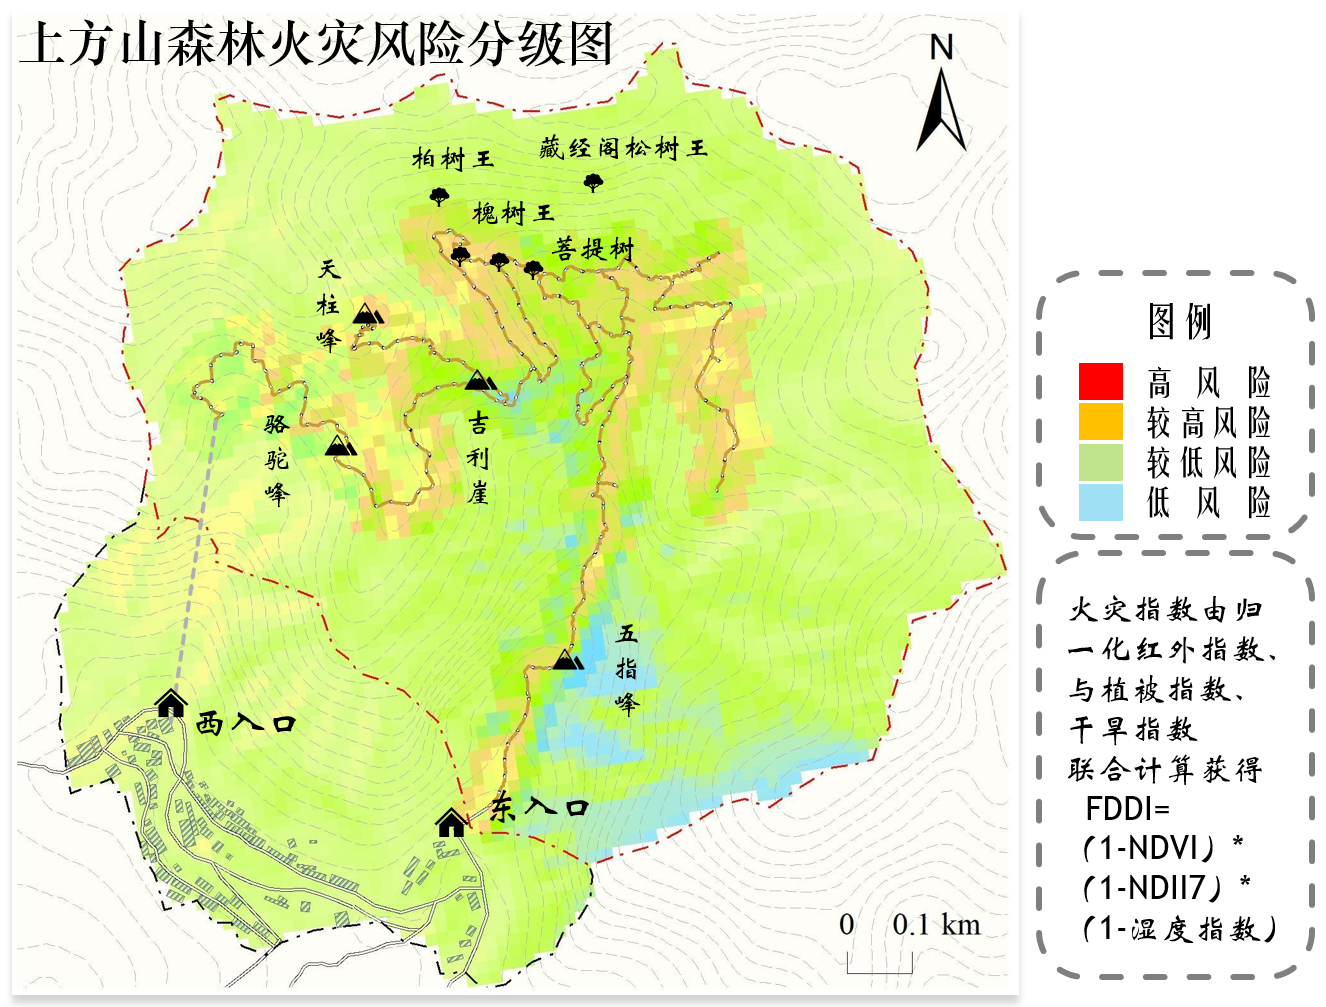 上方山森林火灾风险分级图
N
柏树王
藏经阁松树王
槐树王
菩提树
天柱峰
骆驼峰
吉利崖
五指峰
西入口
东入口
0 0.1 km
图例
高风险
较高风险
较低风险
低风险
火灾指数由归
一化红外指数、
与植被指数、
干旱指数
联合计算获得
FDDI=
(1-NDVI) *
(1-NDII7) *
(1-湿度指数)